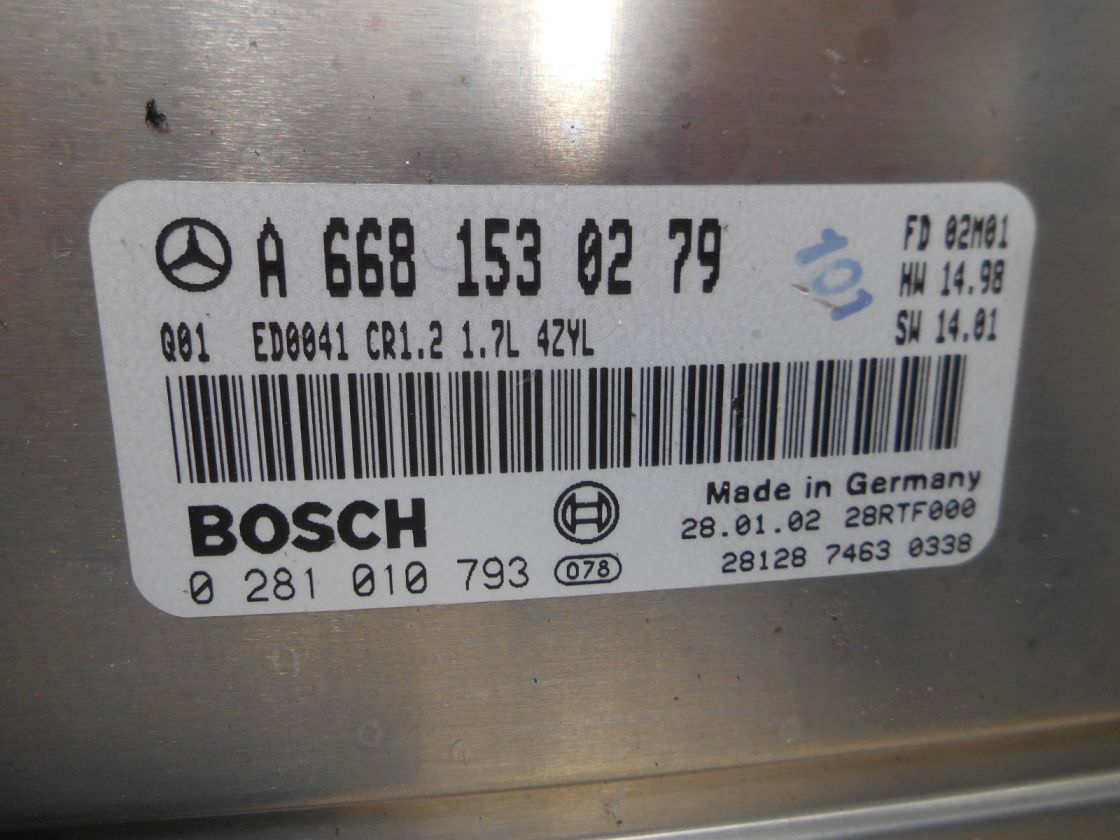 A 668 153 02 79
101
FD 02M01
HW 14.98
SW 14.01
Q01 ED0041 CR1.2 1.7L 4ZYL
BOSCH
0 281 010 793 078
Made in Germany
28.01.02 28RTF000
28128 7463 0338